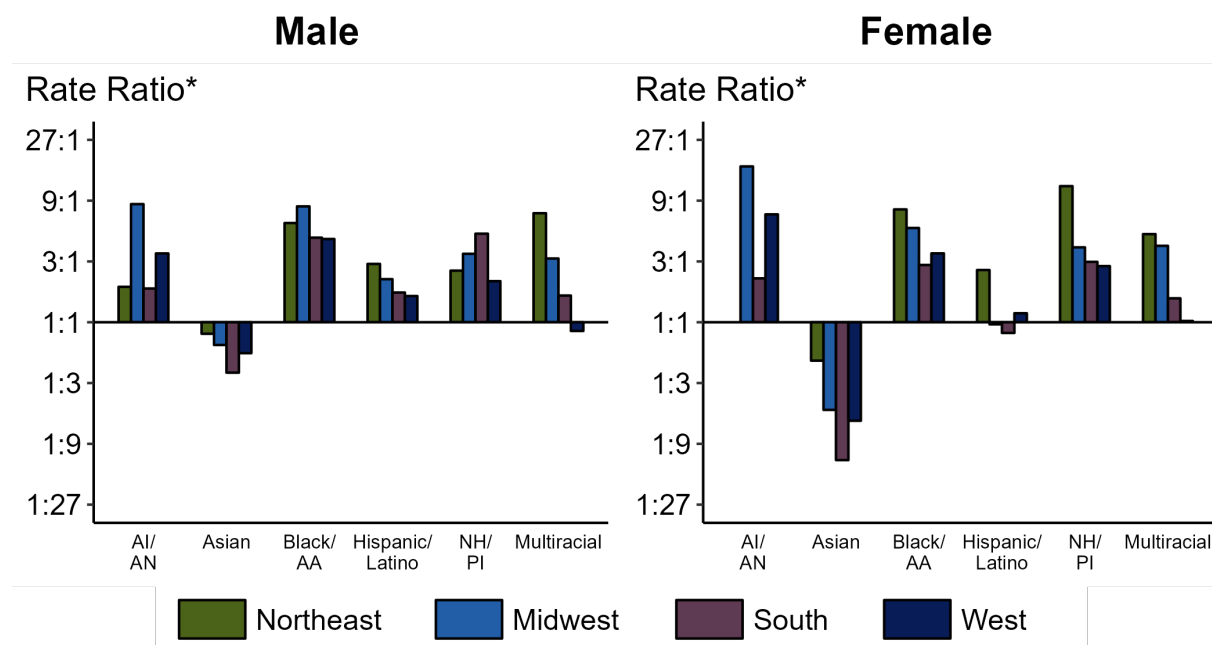 Male
Female
Rate Ratio*
Rate Ratio*
27:1
9:1
3:1
1:1
1:3
1:9
1:27
27:1
9:1
3:1
1:1
1:3
1:9
1:27
AI/
AN
Asian
Black/
AA
Hispanic/
Latino
NH/
PI
Multiracial
AI/
AN
Asian
Black/
AA
Hispanic/
Latino
NH/
PI
Multiracial
Northeast
Midwest
South
West